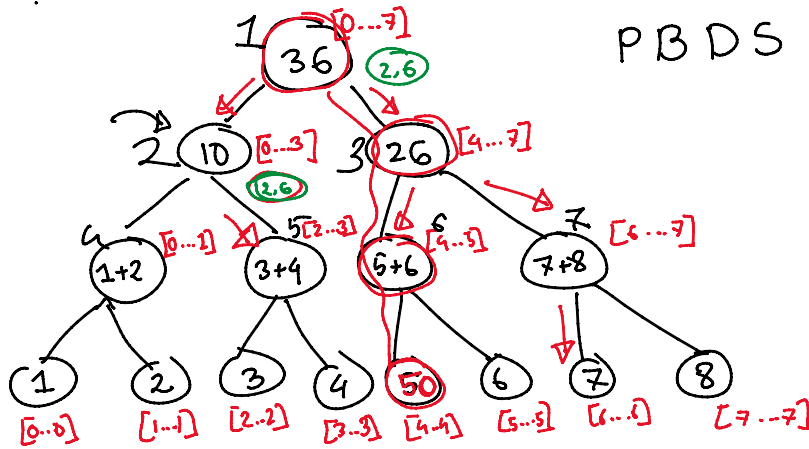 1 [0...7] PBDS
36 2,6
2 10 [0...3] 3 26 [4...7]
2,6
4 [0...1] 5 [2...3] 6 [4..5] 7 [6...7]
1+2 3+4 5+6 7+8
1 2 3 4 50 6 7 8
[0..0] [1...1] [2..2] [3..3] [4..4] [5...5] [6...6] [7...7]